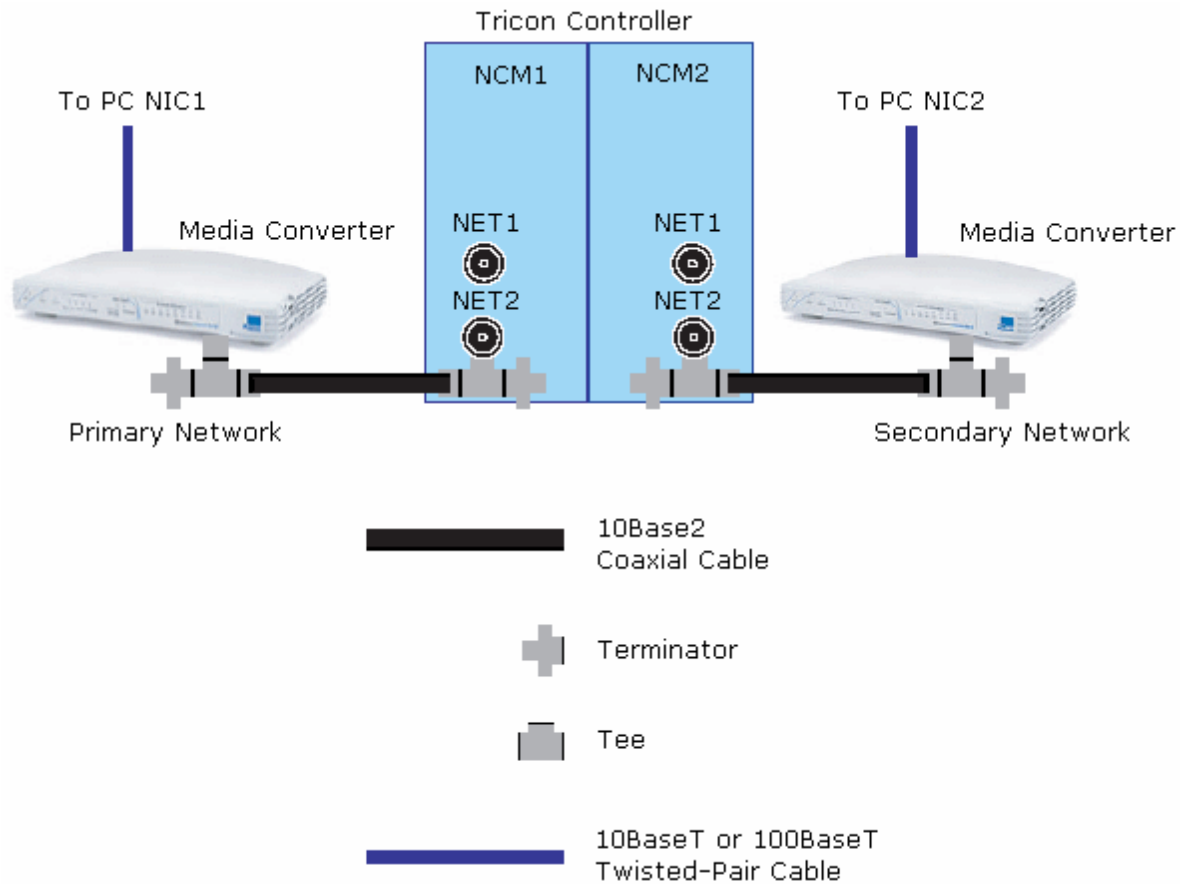 Tricon Controller
NCM1
NCM2
To PC NIC1
To PC NIC2
Media Converter
NET1
NET1
Media Converter
NET2
NET2
Primary Network
Secondary Network
10Base2
Coaxial Cable
Terminator
Tee
10BaseT or 100BaseT
Twisted-Pair Cable